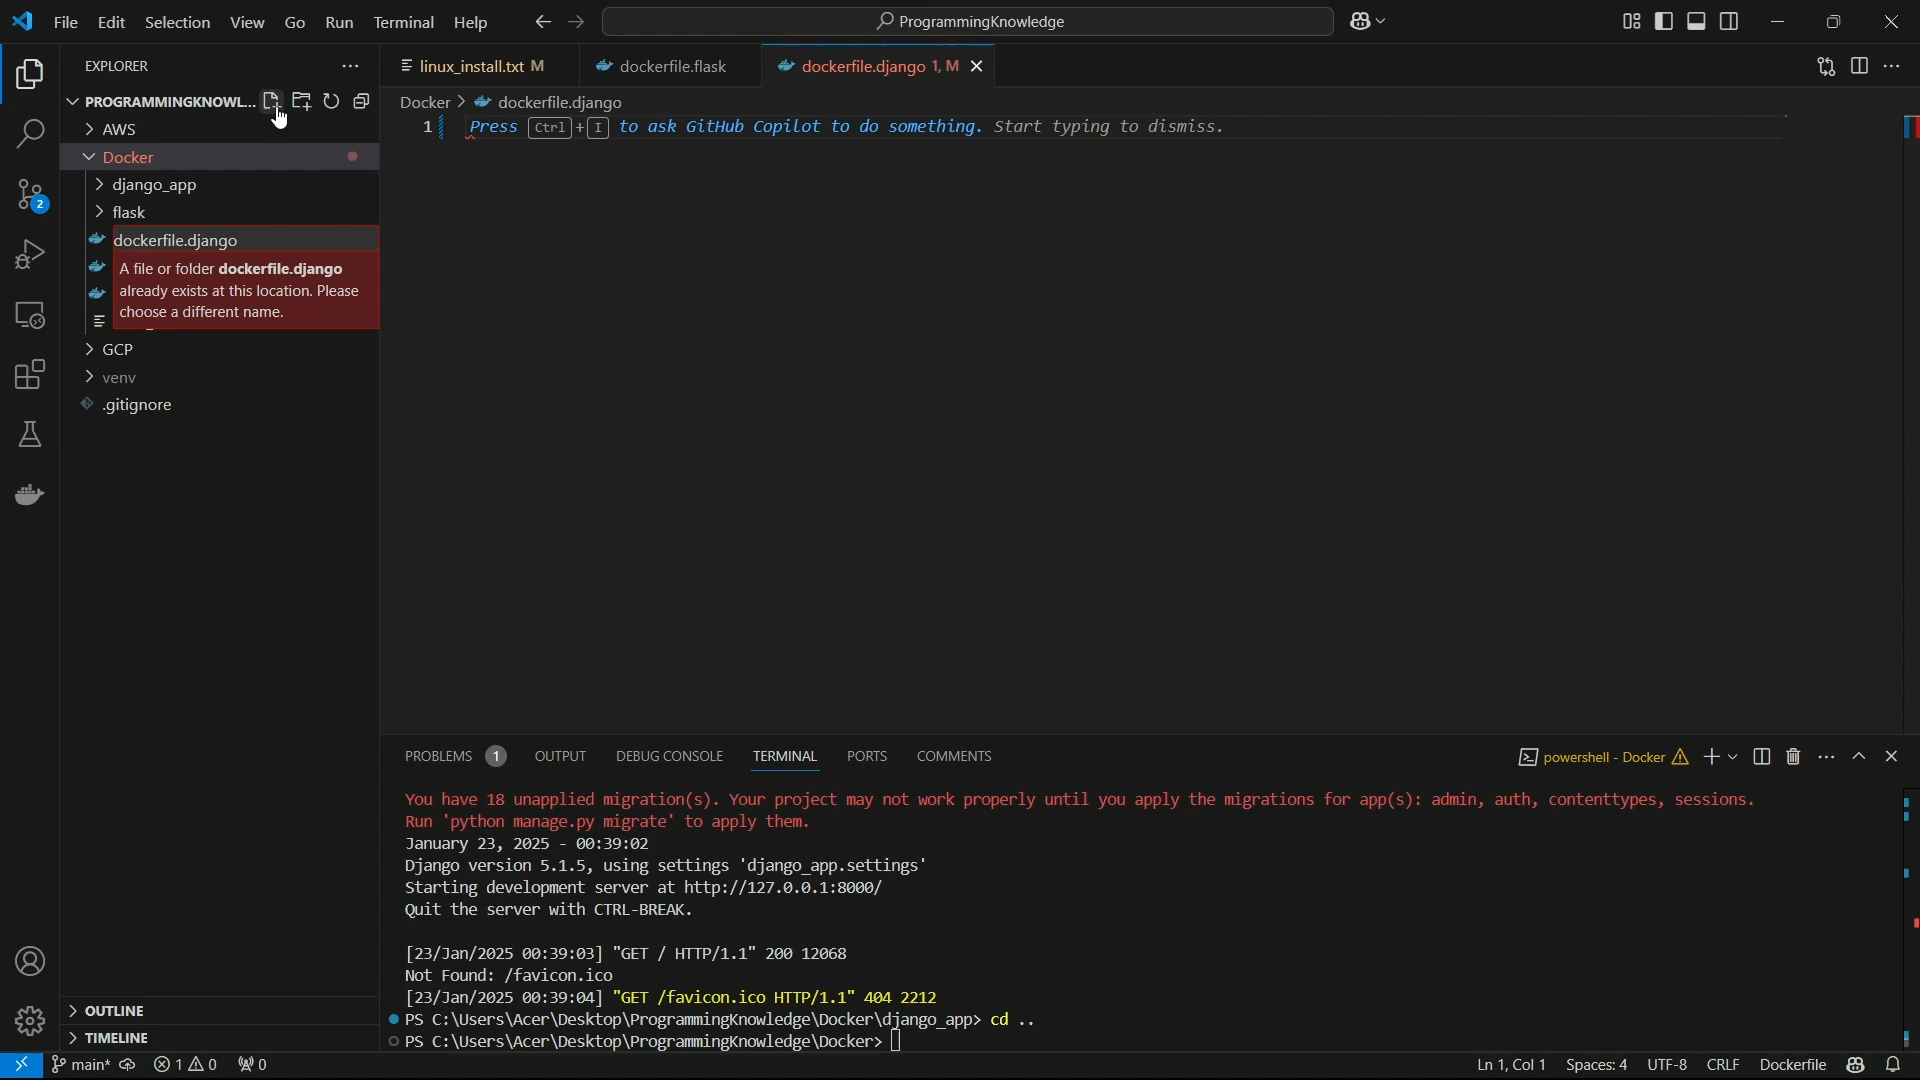 File Edit Selection View Go Run Terminal Help
ProgrammingKnowledge
EXPLORER
PROGRAMMINGKNOWL...
AWS
Docker
django_app
flask
dockerfile.django
A file or folder dockerfile.django
already exists at this location. Please
choose a different name.
GCP
venv
.gitignore
OUTLINE
TIMELINE
2
linux_install.txt M
dockerfile.flask
dockerfile.django 1, M
Docker > dockerfile.django
1 Press Ctrl + I to ask GitHub Copilot to do something. Start typing to dismiss.
PROBLEMS 1 OUTPUT DEBUG CONSOLE TERMINAL PORTS COMMENTS
powershell - Docker
You have 18 unapplied migration(s). Your project may not work properly until you apply the migrations for app(s): admin, auth, contenttypes, sessions.
Run 'python manage.py migrate' to apply them.
January 23, 2025 - 00:39:02
Django version 5.1.5, using settings 'django_app.settings'
Starting development server at http://127.0.0.1:8000/
Quit the server with CTRL-BREAK.
[23/Jan/2025 00:39:03] "GET / HTTP/1.1" 200 12068
Not Found: /favicon.ico
[23/Jan/2025 00:39:04] "GET /favicon.ico HTTP/1.1" 404 2212
PS C:\Users\Acer\Desktop\ProgrammingKnowledge\Docker\django_app> cd ..
PS C:\Users\Acer\Desktop\ProgrammingKnowledge\Docker>
main* 1 0 0
Ln 1, Col 1 Spaces: 4 UTF-8 CRLF Dockerfile